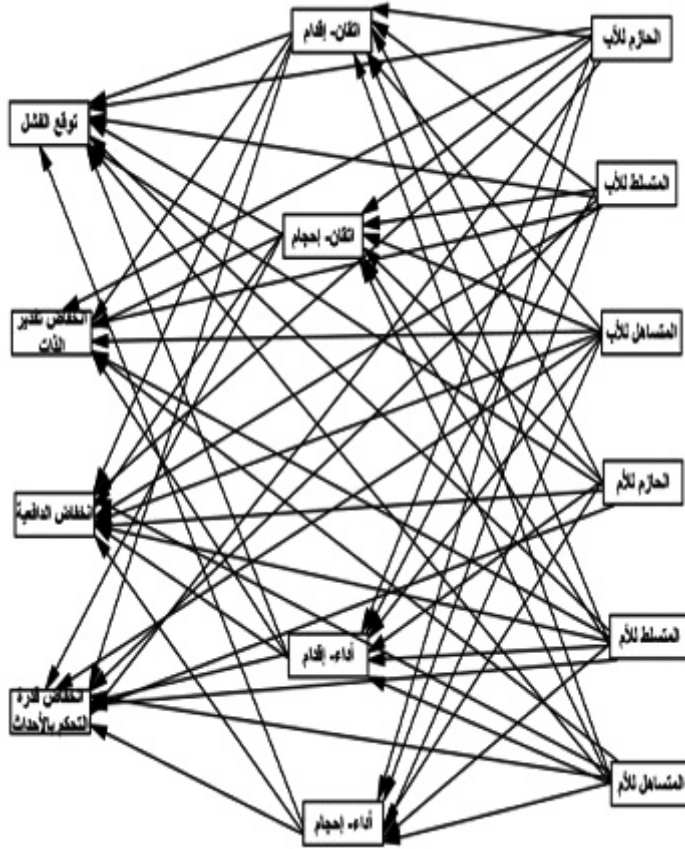 الحازم للأب
المتسلط للأب
المتساهل للأب
الحازم للأم
المتسلط للأم
المتساهل للأم
اتقان- إقدام
اتقان- إحجام
أداء- إقدام
أداء- إحجام
توقع الفشل
انخفاض تقدير
الذات
انخفاض الدافعية
انخفاض قدرة
التحكم بالأحداث